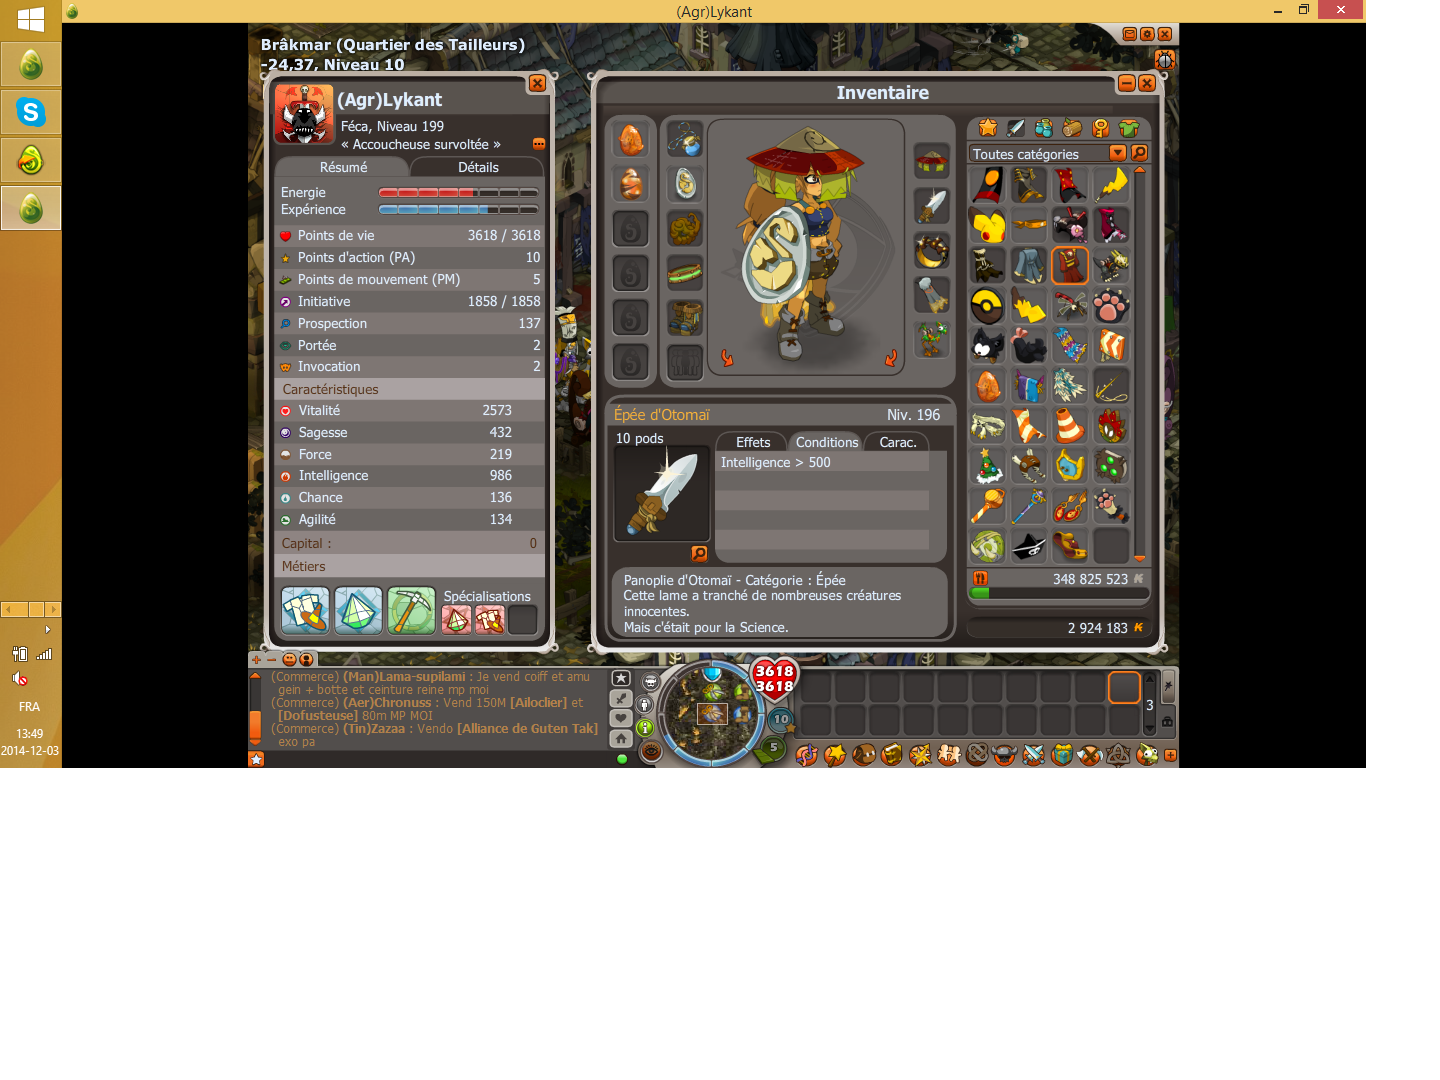 (Agr)Lykant
Brâkmar (Quartier des Tailleurs)
-24,37, Niveau 10
(Agr)Lykant
Féca, Niveau 199
« Accoucheuse survoltée »
Résumé Détails
Energie
Expérience
Points de vie 3618 / 3618
Points d'action (PA) 10
Points de mouvement (PM) 5
Initiative 1858 / 1858
Prospection 137
Portée 2
Invocation 2
Caractéristiques
Vitalité 2573
Sagesse 432
Force 219
Intelligence 986
Chance 136
Agilité 134
Capital : 0
Métiers
Spécialisations
Inventaire
Toutes catégories
Épée d'Otomaï Niv. 196
10 pods
Effets Conditions Carac.
Intelligence > 500
Panoplie d'Otomaï - Catégorie : Épée
Cette lame a tranché de nombreuses créatures
innocentes.
Mais c'était pour la Science.
348 825 523 K
2 924 183 K
(Commerce) (Man)Lama-supilami : Je vend coiff et amu
gein + botte et ceinture reine mp moi
(Commerce) (Aer)Chronuss : Vend 150M [Ailoclier] et
[Dofusteuse] 80m MP MOI
(Commerce) (Tin)Zazaa : Vendo [Alliance de Guten Tak]
exo pa
3618
3618
10
5
3
FRA
13:49
2014-12-03